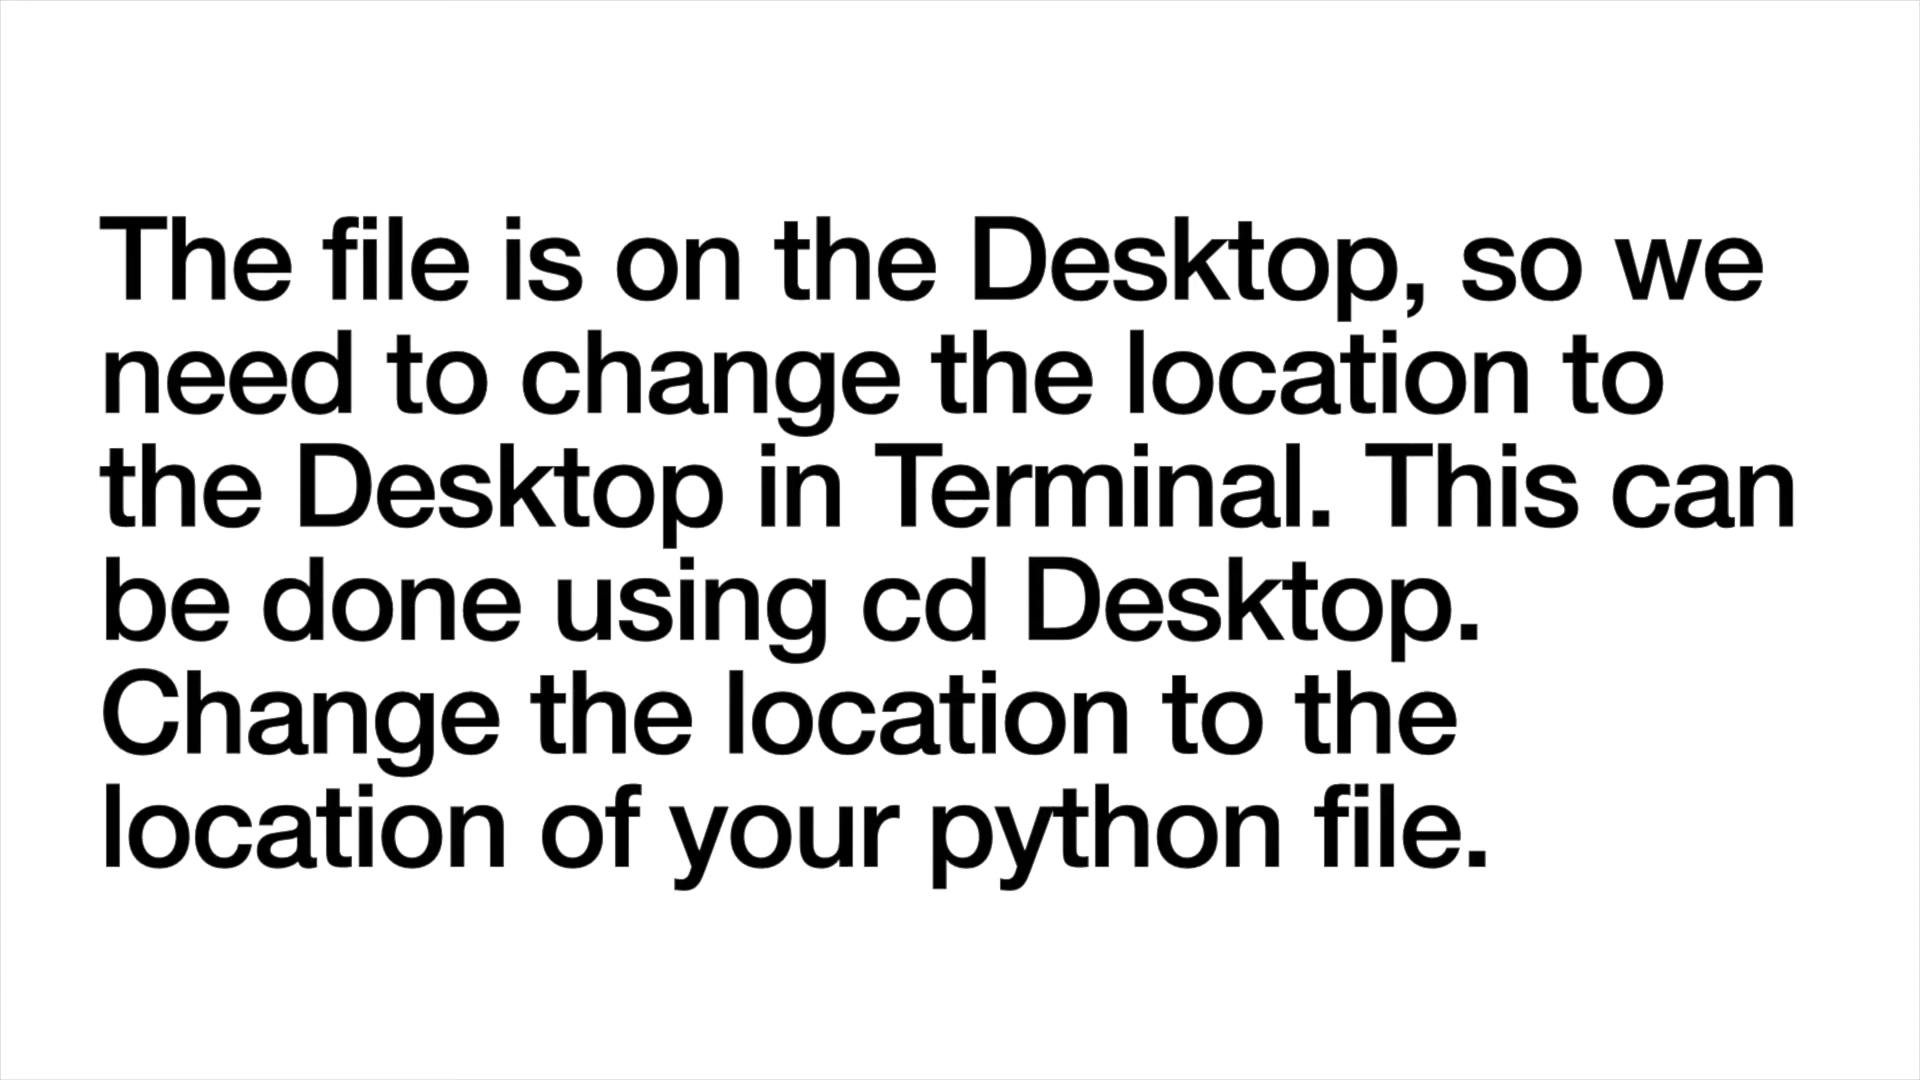 The file is on the Desktop, so we
need to change the location to
the Desktop in Terminal. This can
be done using cd Desktop.
Change the location to the
location of your python file.